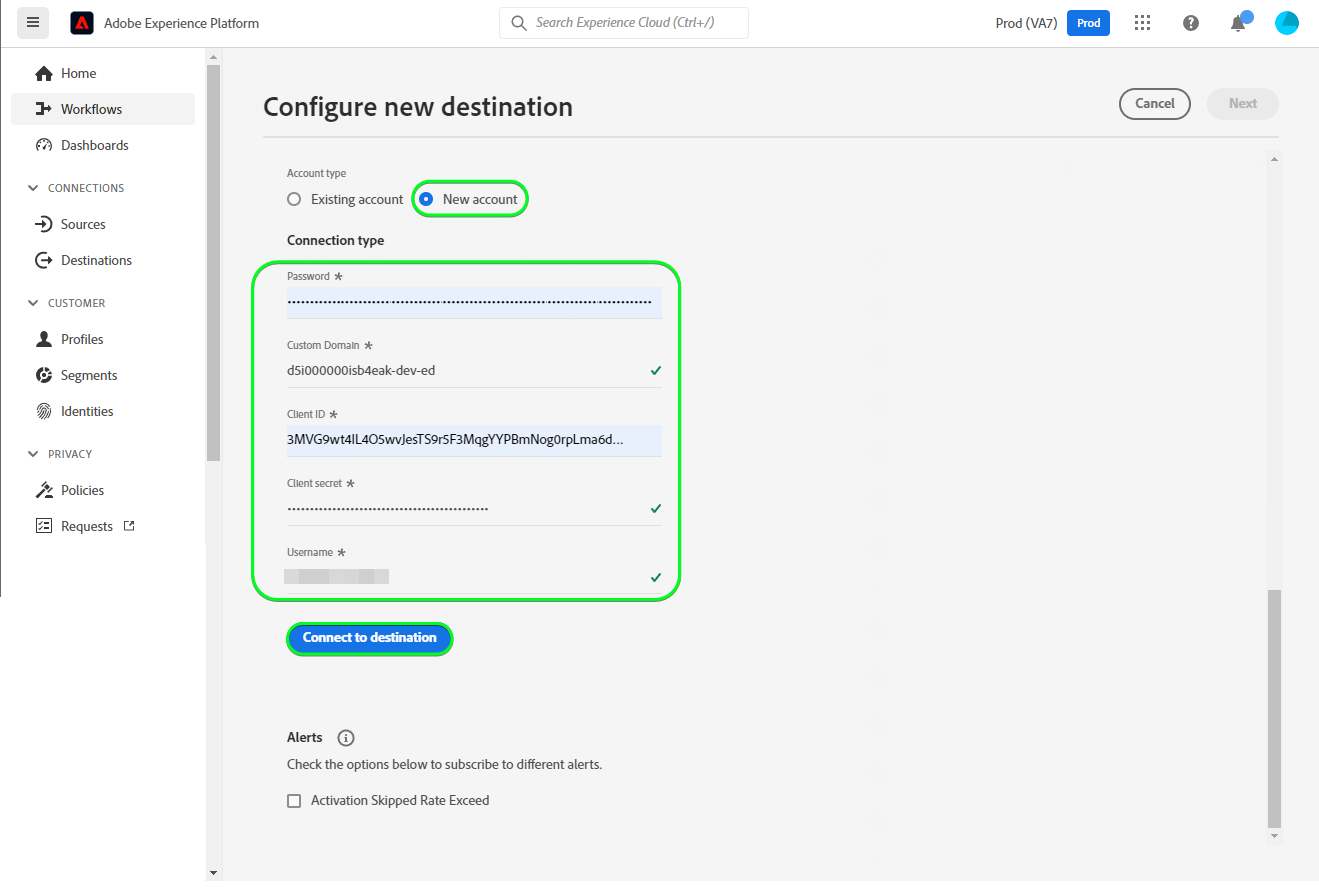 Adobe Experience Platform
Search Experience Cloud (Ctrl+/)
Prod (VA7)
Prod
Home
Workflows
Dashboards
CONNECTIONS
Sources
Destinations
CUSTOMER
Profiles
Segments
Identities
PRIVACY
Policies
Requests
Configure new destination
Cancel
Next
Account type
Existing account
New account
Connection type
Password *
Custom Domain *
d5i000000isb4eak-dev-ed
Client ID *
3MVG9wt4IL4O5wvJesTS9r5F3MqgYYPBmNog0rpLma6d...
Client secret *
Username *
Connect to destination
Alerts
Check the options below to subscribe to different alerts.
Activation Skipped Rate Exceed